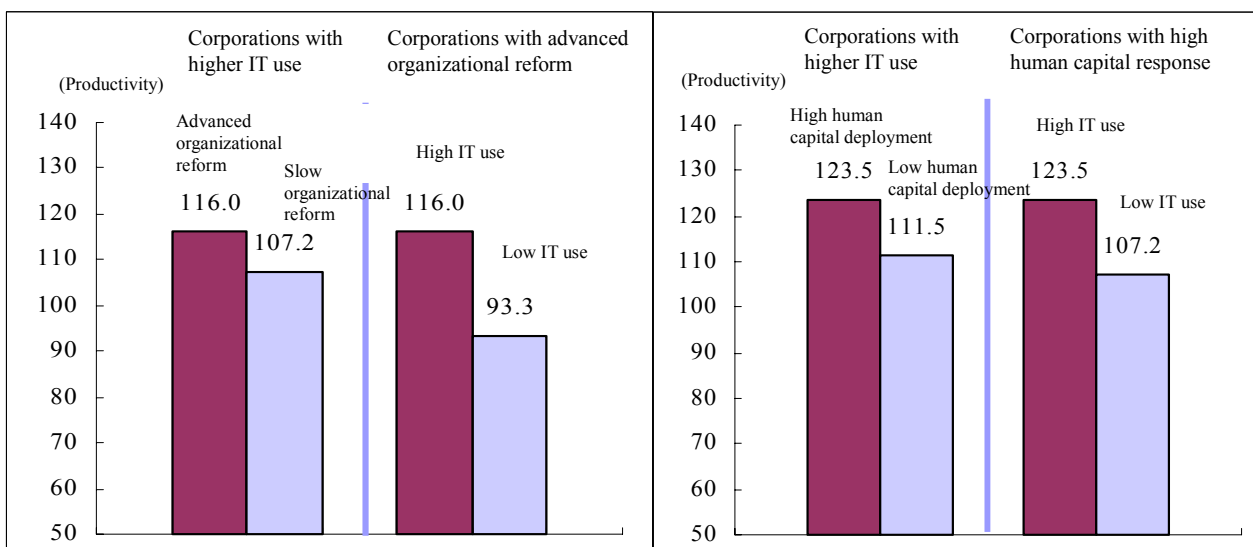 Corporations with
higher IT use
Corporations with advanced
organizational reform
(Productivity)
140
130
120
110
100
90
80
70
60
50
Advanced
organizational
reform
116.0
Slow
organizational
reform
107.2
High IT use
116.0
Low IT use
93.3
Corporations with
higher IT use
Corporations with high
human capital response
(Productivity)
140
130
120
110
100
90
80
70
60
50
High human
capital deployment
123.5
Low human
capital deployment
111.5
High IT use
123.5
Low IT use
107.2